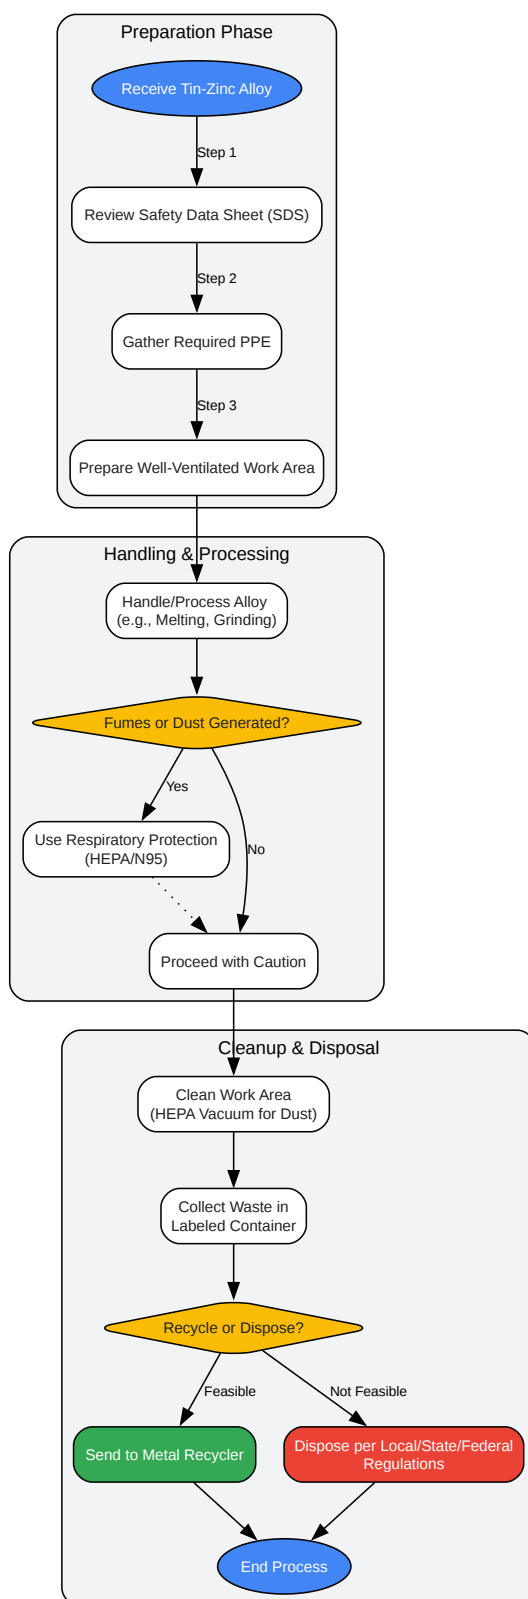 Preparation Phase
Receive Tin-Zinc Alloy
Step 1
Review Safety Data Sheet (SDS)
Step 2
Gather Required PPE
Step 3
Prepare Well-Ventilated Work Area
Handling & Processing
Handle/Process Alloy
(e.g., Melting, Grinding)
Fumes or Dust Generated?
Yes
Use Respiratory Protection
(HEPA/N95)
No
Proceed with Caution
Cleanup & Disposal
Clean Work Area
(HEPA Vacuum for Dust)
Collect Waste in
Labeled Container
Recycle or Dispose?
Feasible
Not Feasible
Send to Metal Recycler
Dispose per Local/State/Federal
Regulations
End Process